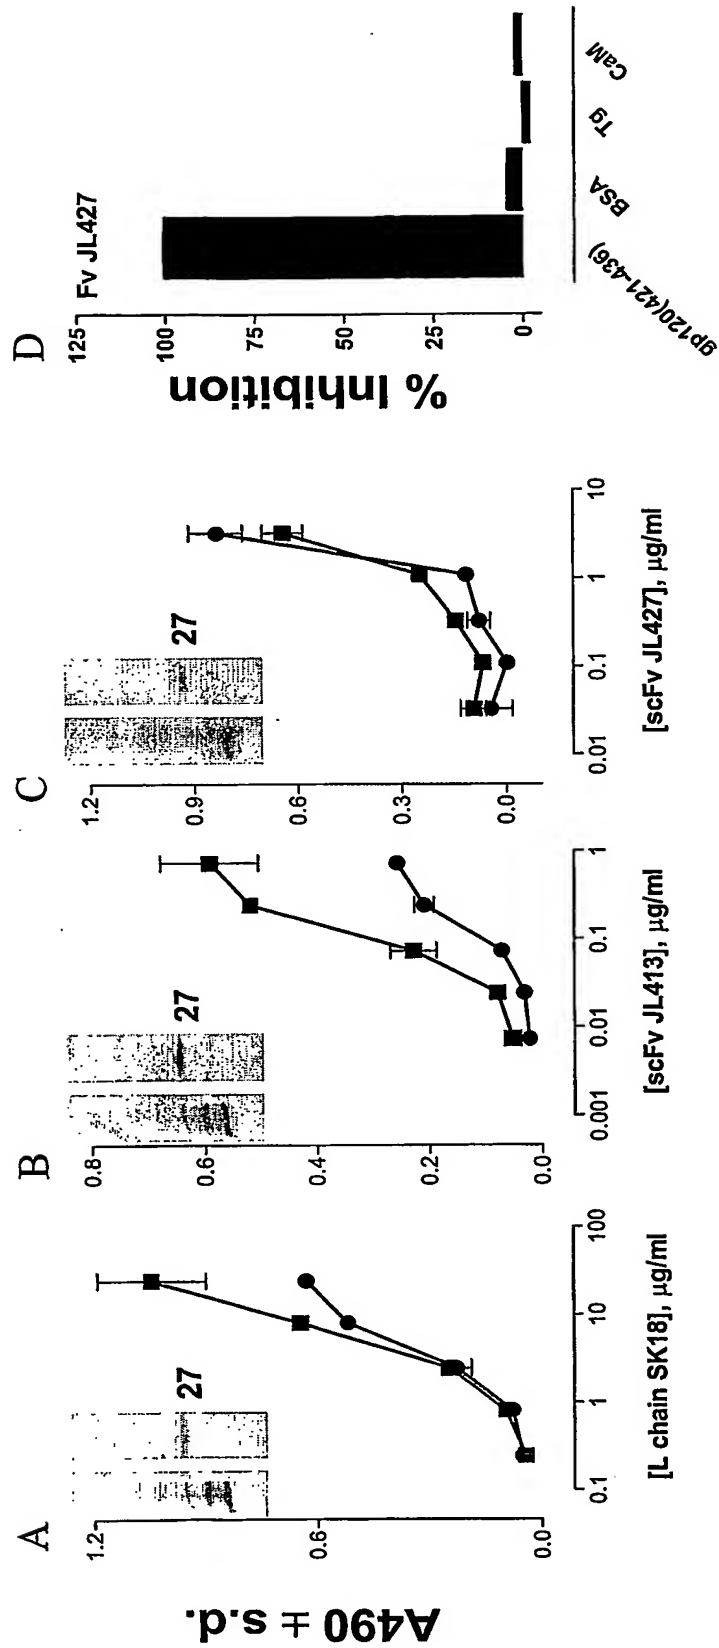 A490 ± s.d.
A
1.2
0.6
0.0
27
0.1
1
10
100
[L chain SK18], µg/ml
B
0.8
0.6
0.4
0.2
0.0
27
0.001
0.01
0.1
1
[scFv JL413], µg/ml
C
1.2
0.9
0.6
0.3
0.0
27
0.01
0.1
1
10
[scFv JL427], µg/ml
D
% Inhibition
125
100
75
50
25
0
Fv JL427
gp120(421-436)
BSA
Tg
CaM